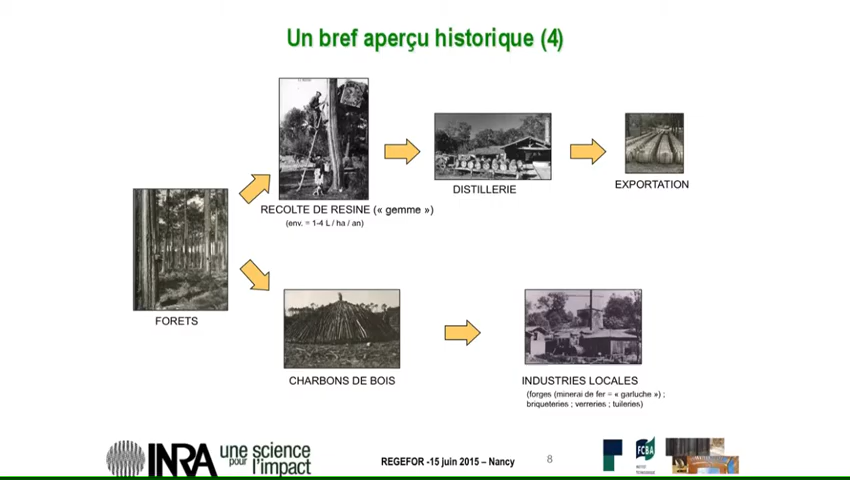 Un bref aperçu historique (4)
RECOLTE DE RESINE (« gemme »)
(env. = 1-4 L / ha / an)
DISTILLERIE
EXPORTATION
FORETS
CHARBONS DE BOIS
INDUSTRIES LOCALES
(forges (minerai de fer = « garluche ») ;
briqueteries ; verreries ; tuileries)
INRA
une science
pour l'impact
REGEFOR -15 juin 2015 – Nancy
8
FCBA
INSTITUT
TECHNOLOGIQUE